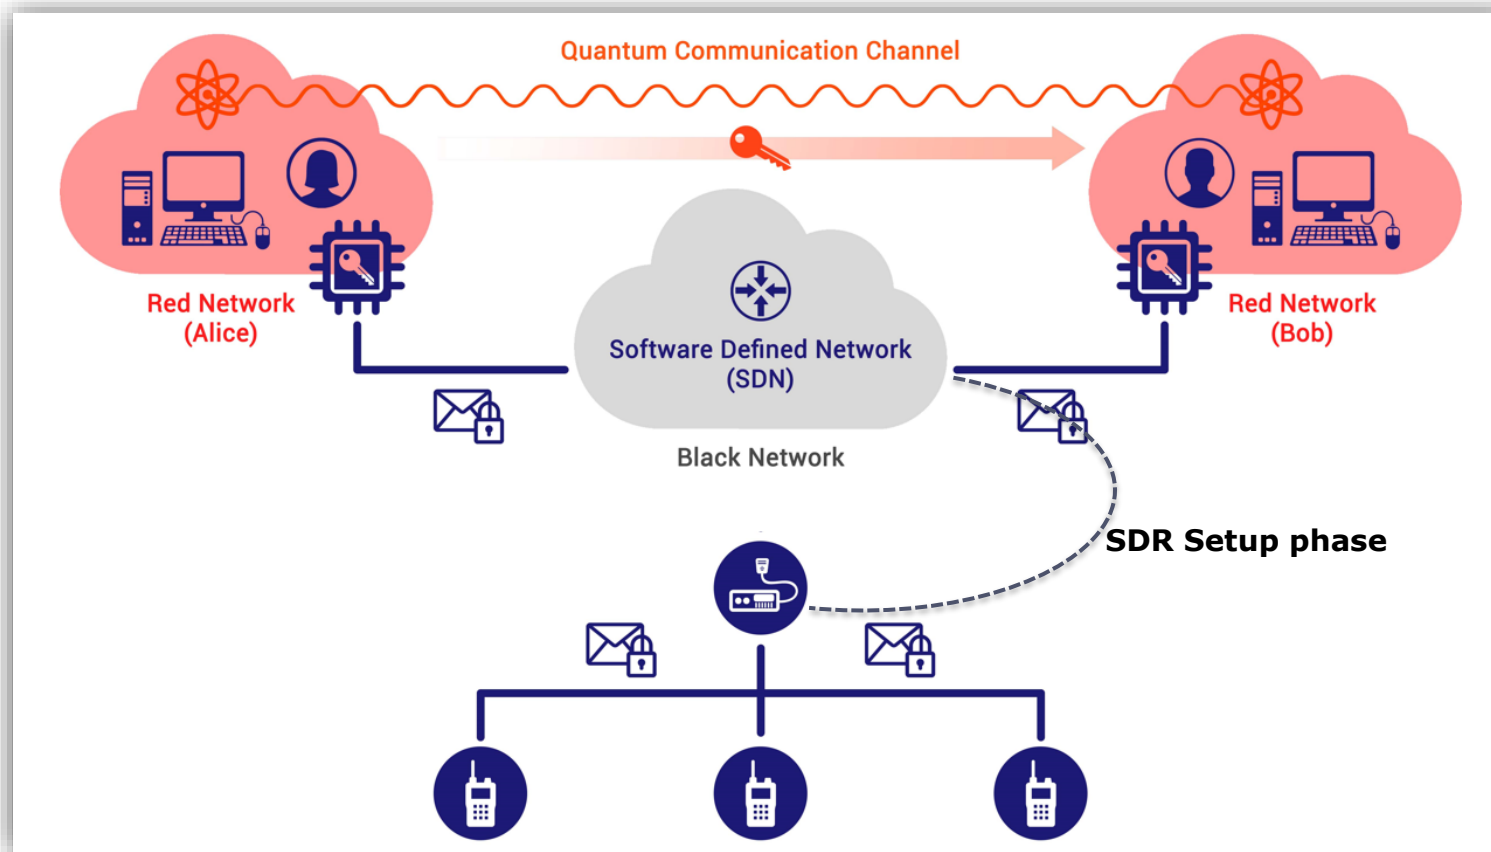 Quantum Communication Channel
Red Network
(Alice)
Red Network
(Bob)
Software Defined Network
(SDN)
Black Network
SDR Setup phase